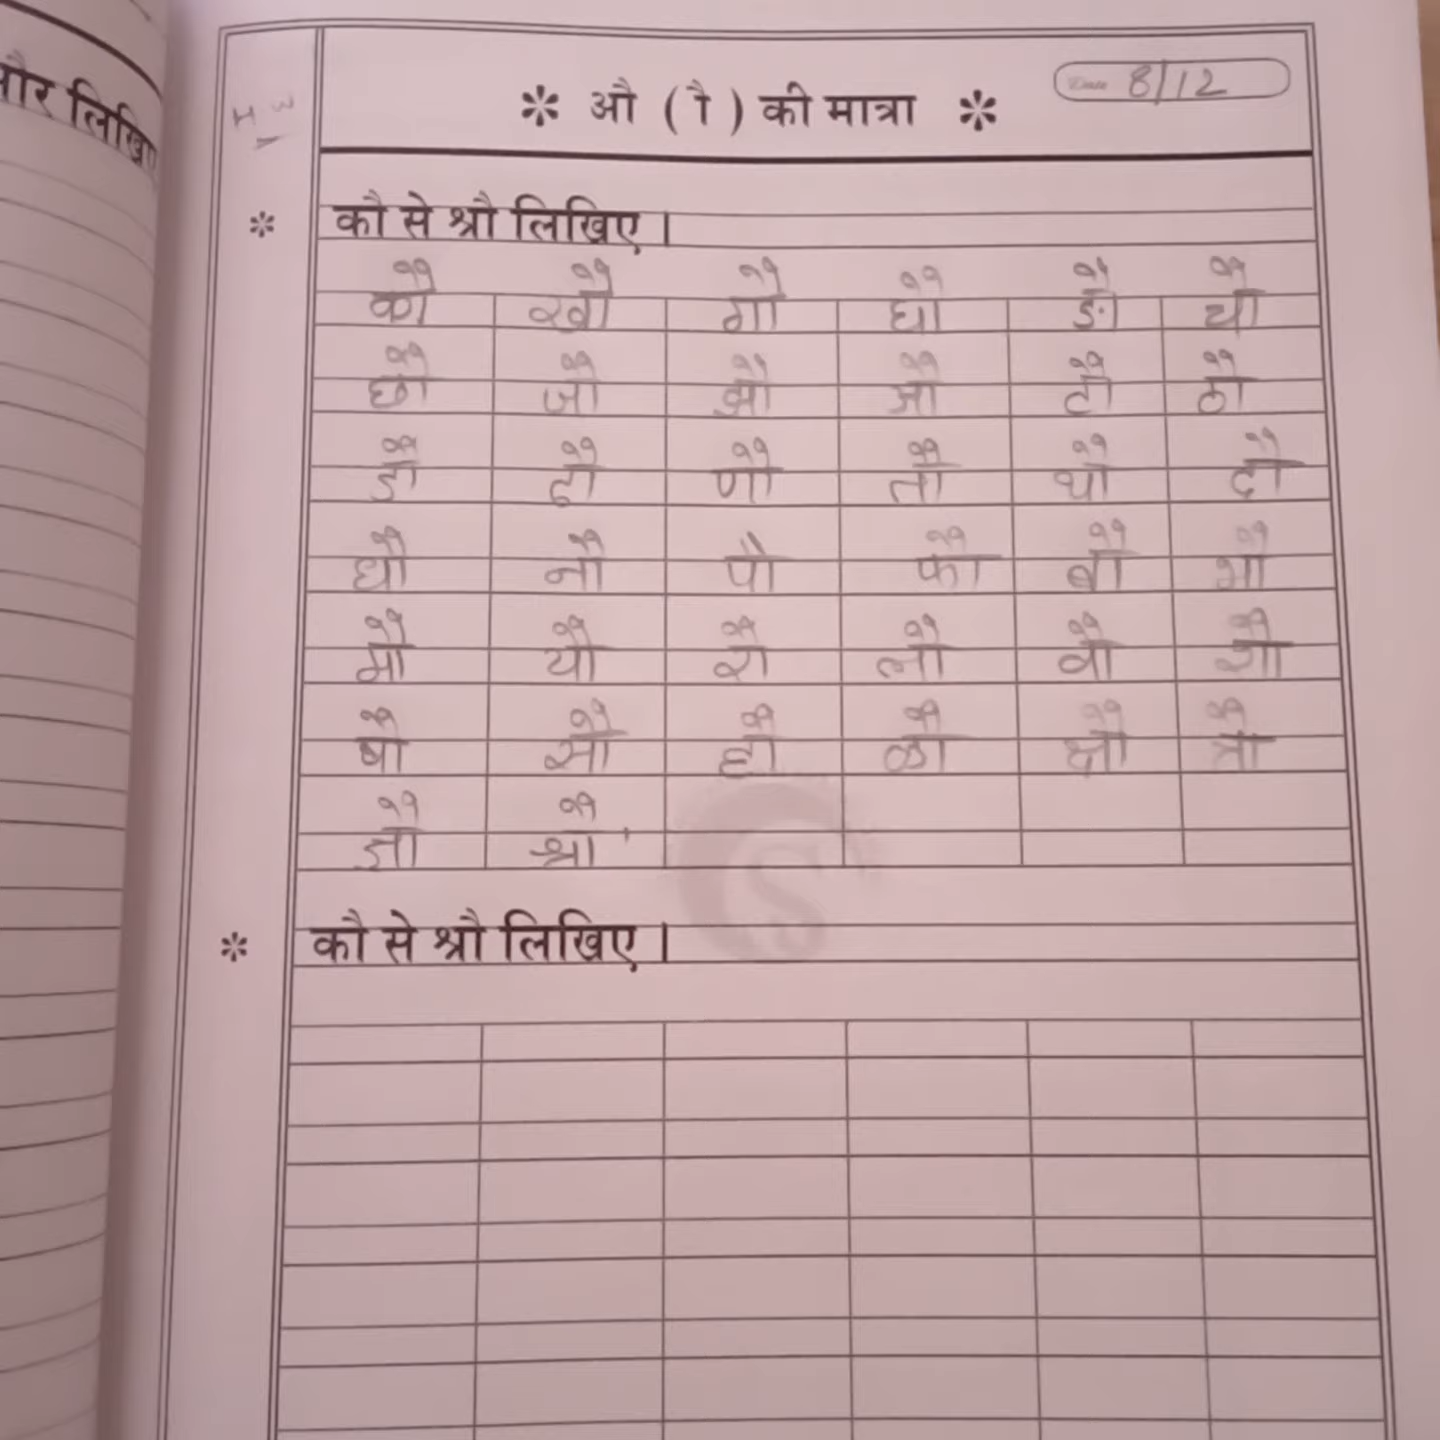 और लिखिए
* औ ( ौ ) की मात्रा *
Date 8/12
* कौ से श्रौ लिखिए।
कौ खौ गौ घौ ङौ चौ
छौ जौ झौ ञौ टौ ठौ
डौ ढौ णौ तौ थौ दौ
धौ नौ पौ फौ बौ भौ
मौ यौ रौ लौ वौ शौ
षौ सौ हौ ळौ क्षौ त्रौ
ज्ञौ श्रौ
* कौ से श्रौ लिखिए।
S